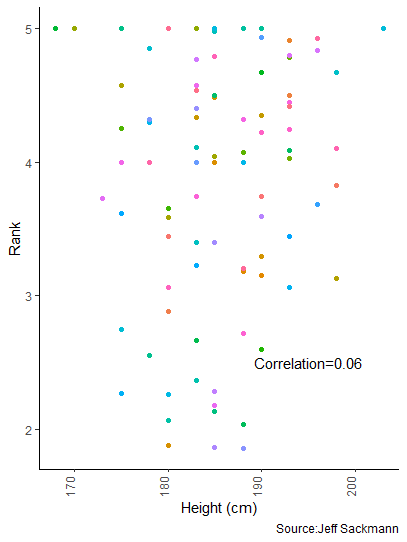 5
4
Rank
3
Correlation=0.06
2
170
180
190
200
Height (cm)
Source:Jeff Sackmann